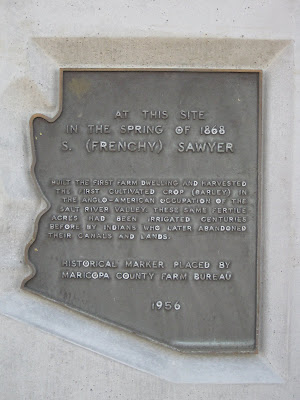 AT THIS SITE
IN THE SPRING OF 1868
S. (FRENCHY) SAWYER
BUILT THE FIRST FARM DWELLING AND HARVESTED
THE FIRST CULTIVATED CROP (BARLEY) IN
THE ANGLO-AMERICAN OCCUPATION OF THE
SALT RIVER VALLEY. THESE SAME FERTILE
ACRES HAD BEEN IRRIGATED CENTURIES
BEFORE BY INDIANS WHO LATER ABANDONED
THEIR CANALS AND LANDS.
HISTORICAL MARKER PLACED BY
MARICOPA COUNTY FARM BUREAU
1956